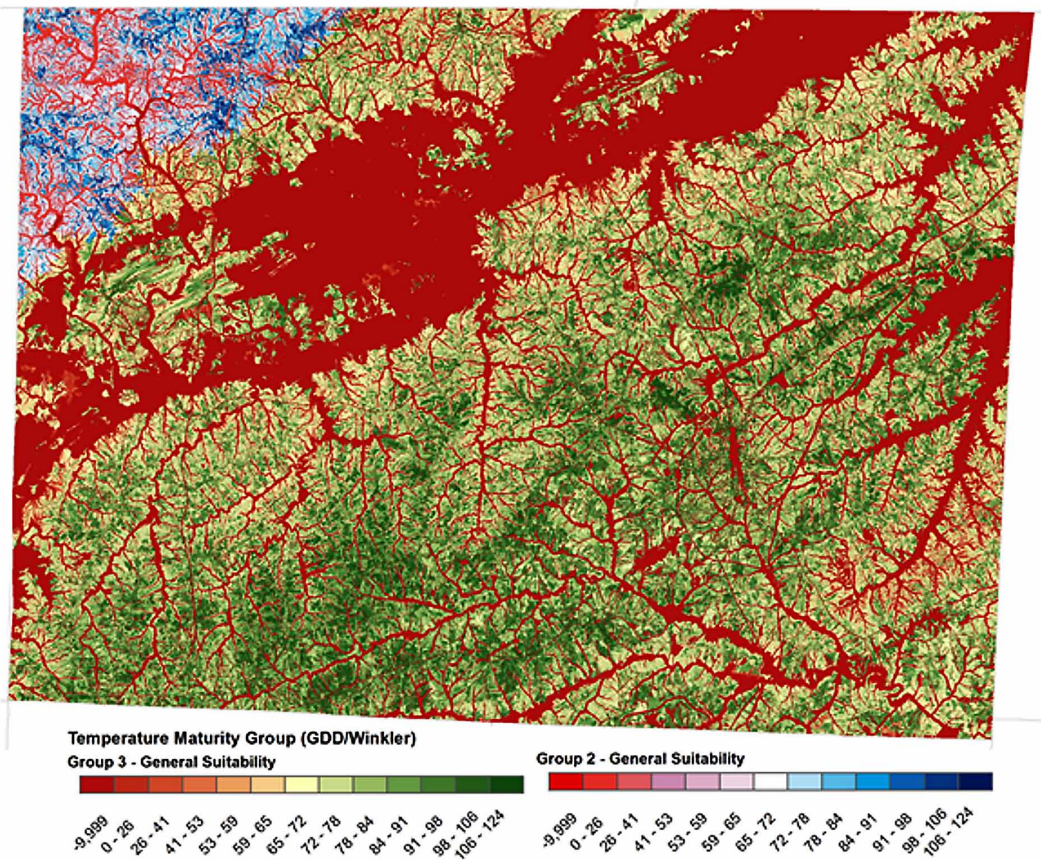 Temperature Maturity Group (GDD/Winkler)
Group 3 - General Suitability
-9,999
0 - 26
26 - 41
41 - 53
53 - 59
59 - 65
65 - 72
72 - 78
78 - 84
84 - 91
91 - 98
98 - 106
106 - 124
Group 2 - General Suitability
-9,999
0 - 26
26 - 41
41 - 53
53 - 59
59 - 65
65 - 72
72 - 78
78 - 84
84 - 91
91 - 98
98 - 106
106 - 124